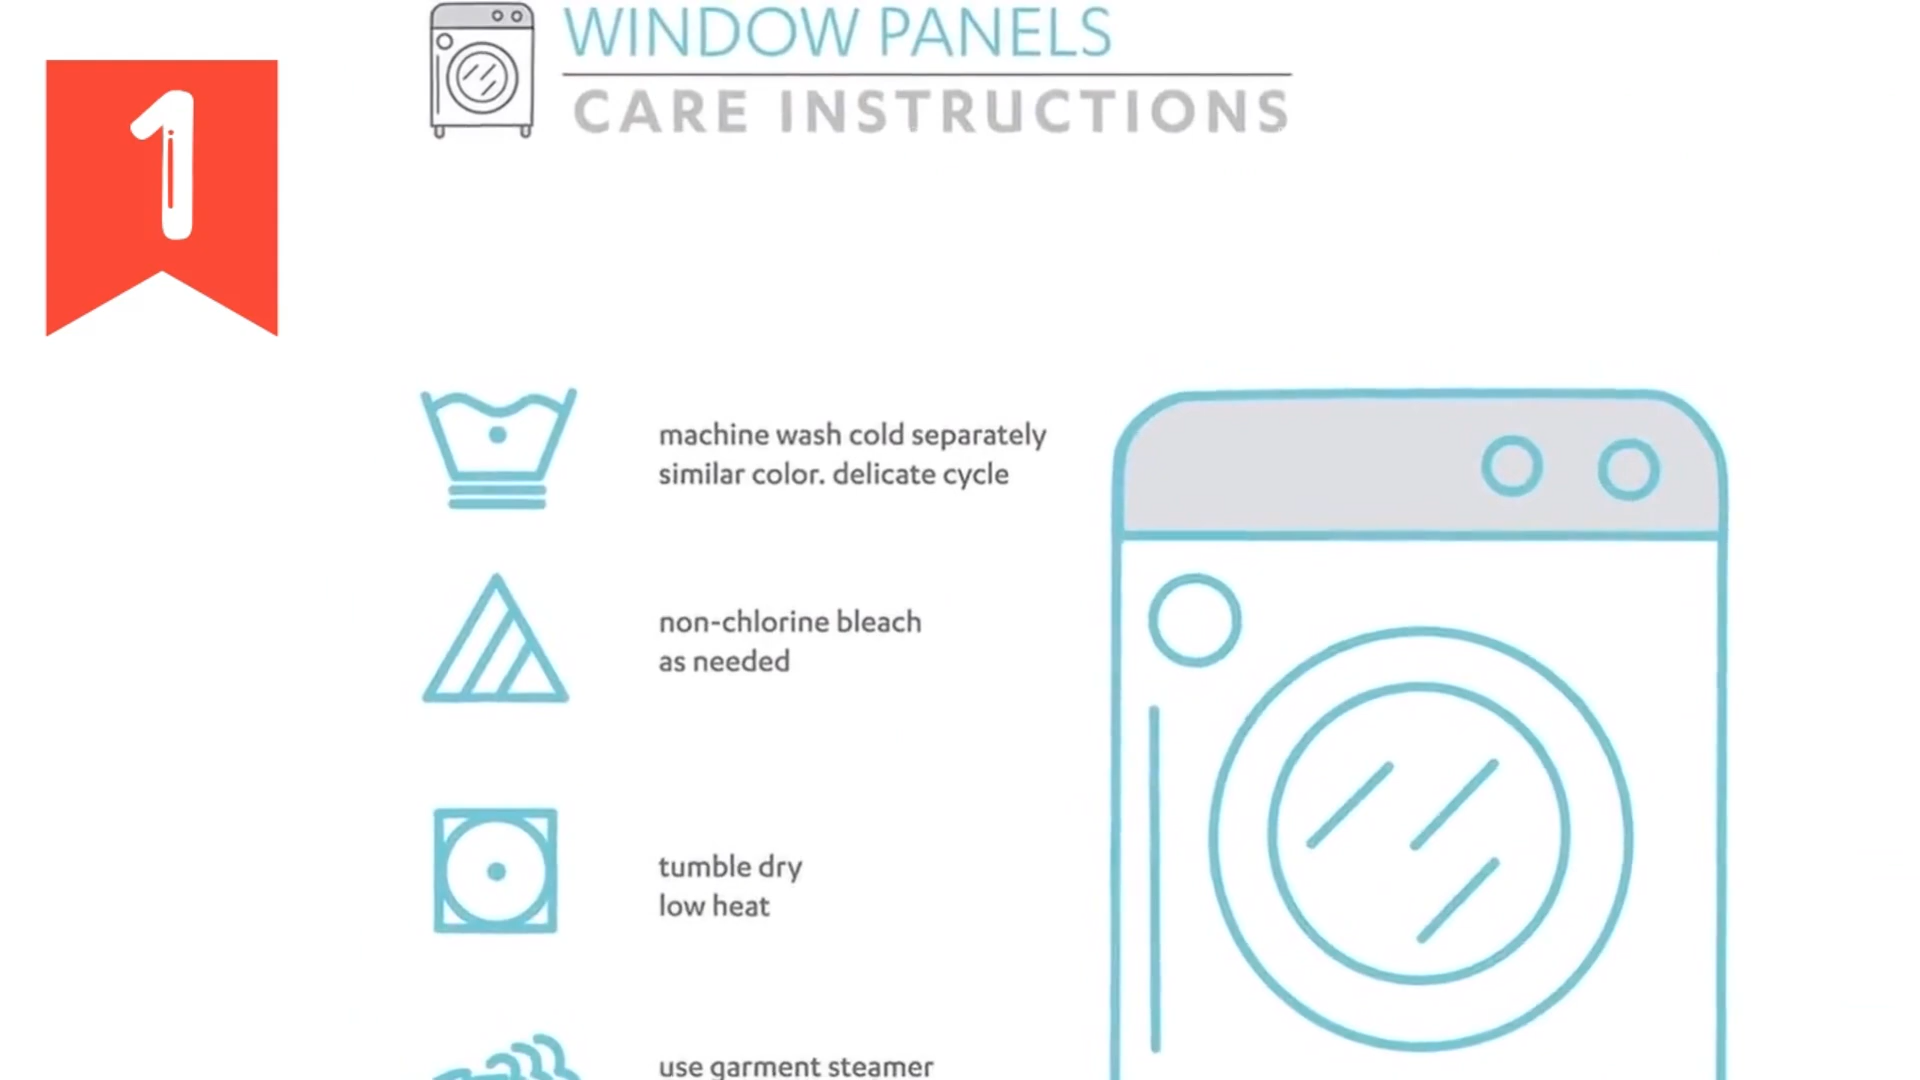 1
WINDOW PANELS
CARE INSTRUCTIONS
machine wash cold separately
similar color. delicate cycle
non-chlorine bleach
as needed
tumble dry
low heat
use garment steamer